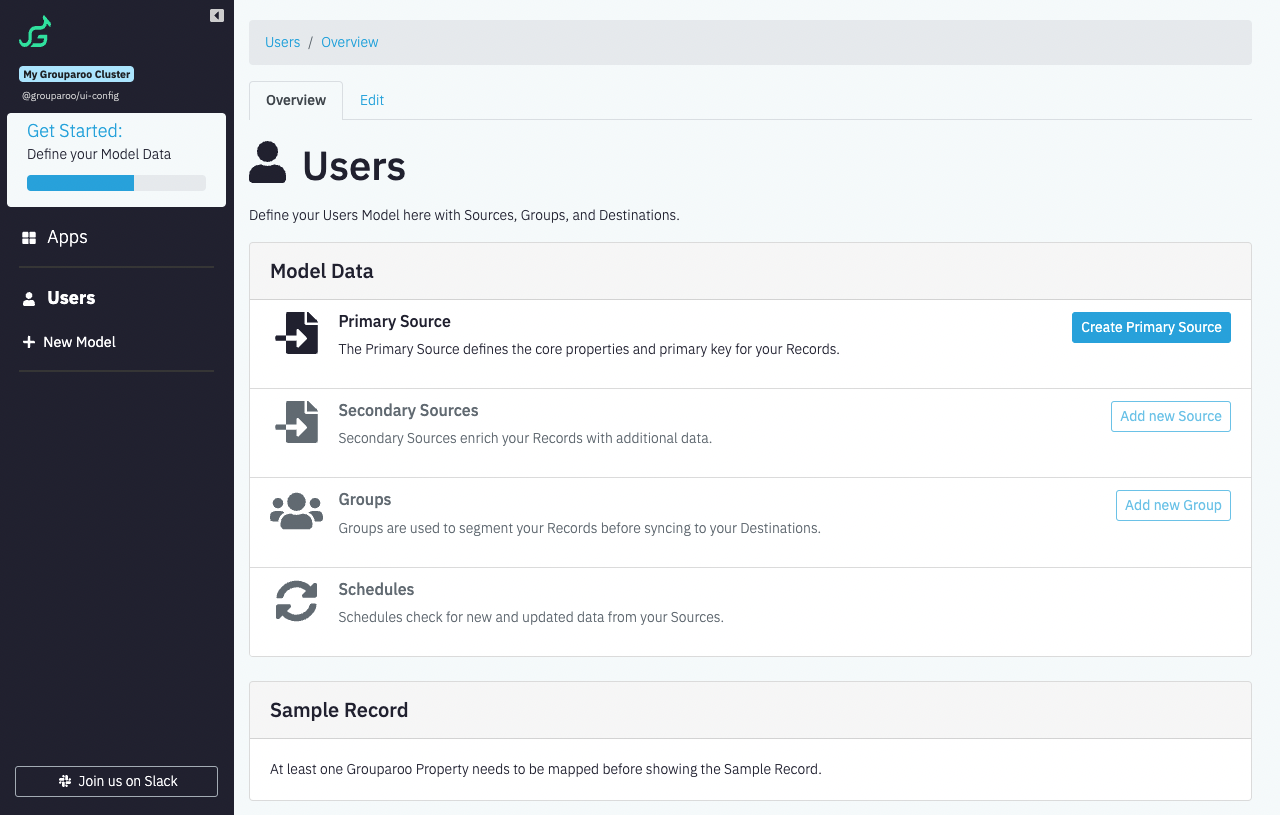 My Grouparoo Cluster
@grouparoo/ui-config
Get Started:
Define your Model Data
Apps
Users
New Model
Join us on Slack
Users / Overview
Overview
Edit
Users
Define your Users Model here with Sources, Groups, and Destinations.
Model Data
Primary Source
The Primary Source defines the core properties and primary key for your Records.
Create Primary Source
Secondary Sources
Secondary Sources enrich your Records with additional data.
Add new Source
Groups
Groups are used to segment your Records before syncing to your Destinations.
Add new Group
Schedules
Schedules check for new and updated data from your Sources.
Sample Record
At least one Grouparoo Property needs to be mapped before showing the Sample Record.